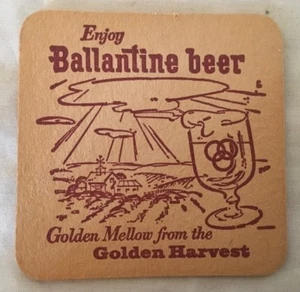 Enjoy
Ballantine beer
Golden Mellow from the
Golden Harvest